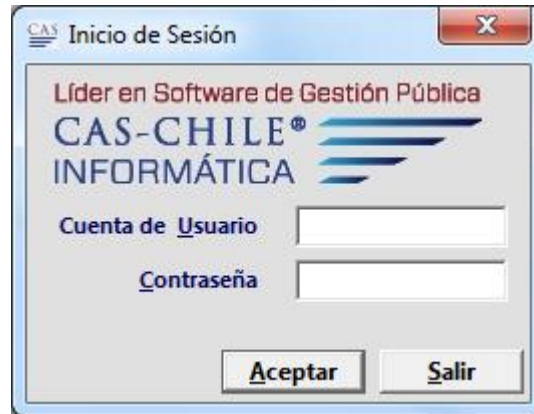 CAS Inicio de Sesión
Líder en Software de Gestión Pública
CAS-CHILE®
INFORMÁTICA
Cuenta de Usuario
Contraseña
Aceptar Salir